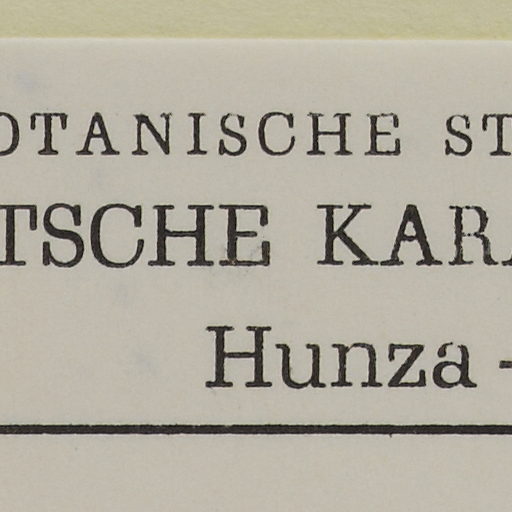 OTANISCHE ST
TSCHE KARA
Hunza -